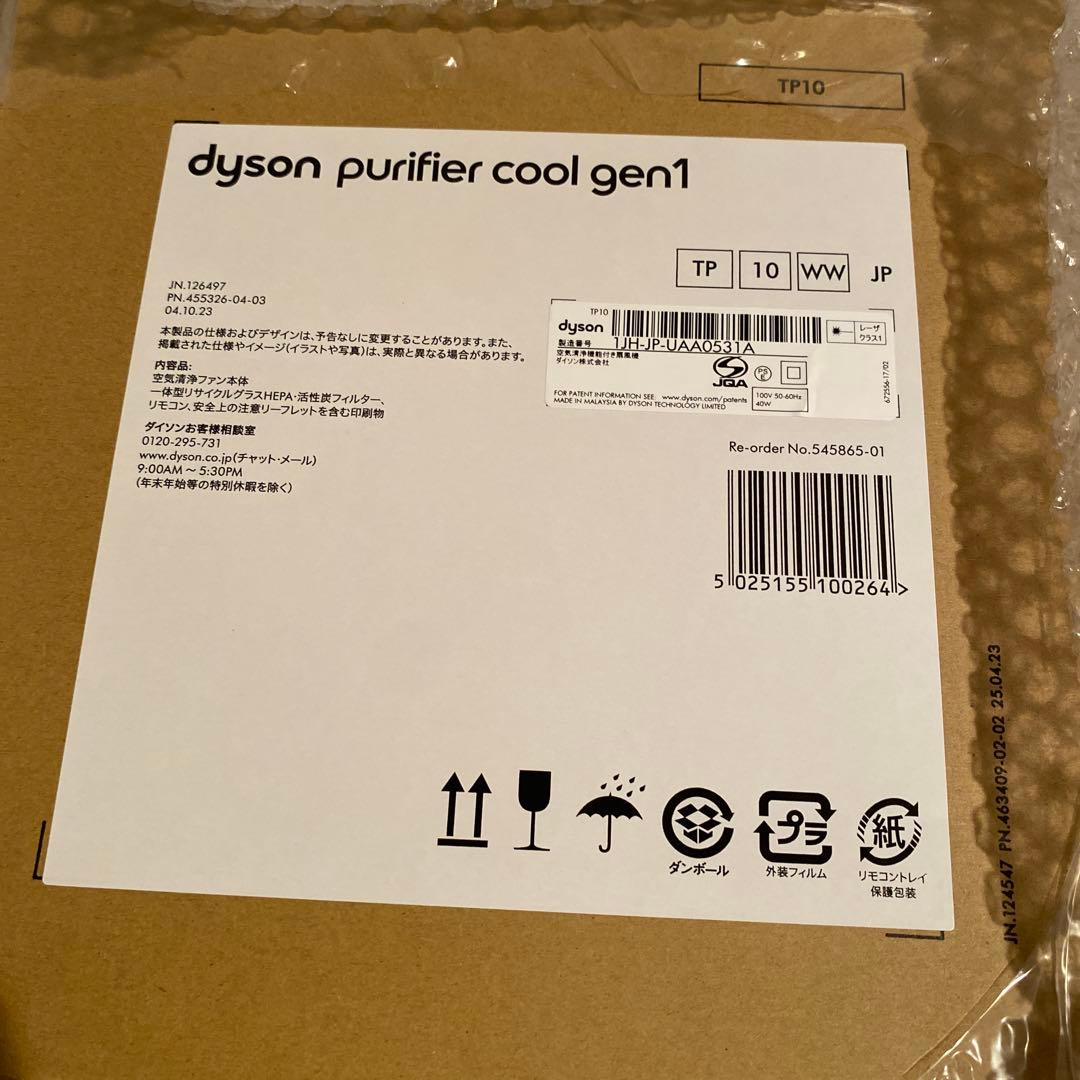 TP10
dyson purifier cool gen1
TP 10 WW JP
JN.126497
PN.455326-04-03
04.10.23
本製品の仕様およびデザインは、予告なしに変更することがあります。また、
掲載された仕様やイメージ(イラストや写真)は、実際と異なる場合があります。
内容品:
空気清浄ファン本体
一体型リサイクルグラスHEPA・活性炭フィルター、
リモコン、安全上の注意リーフレットを含む印刷物
ダイソンお客様相談室
0120-295-731
www.dyson.co.jp(チャット・メール)
9:00AM ～ 5:30PM
(年末年始等の特別休暇を除く)
TP10
dyson
製造番号 1JH-JP-UAA0531A
空気清浄機能付き扇風機
ダイソン株式会社
JQA
PS
E
レーザ
クラス1
FOR PATENT INFORMATION SEE: www.dyson.com/patents
MADE IN MALAYSIA BY DYSON TECHNOLOGY LIMITED
100V 50-60Hz
40W
672556-17/02
Re-order No.545865-01
5 025155 100264 >
ダンボール
プラ
外装フィルム
紙
リモコントレイ
保護包装
JN.124547 PN.463409-02-02 25.04.23